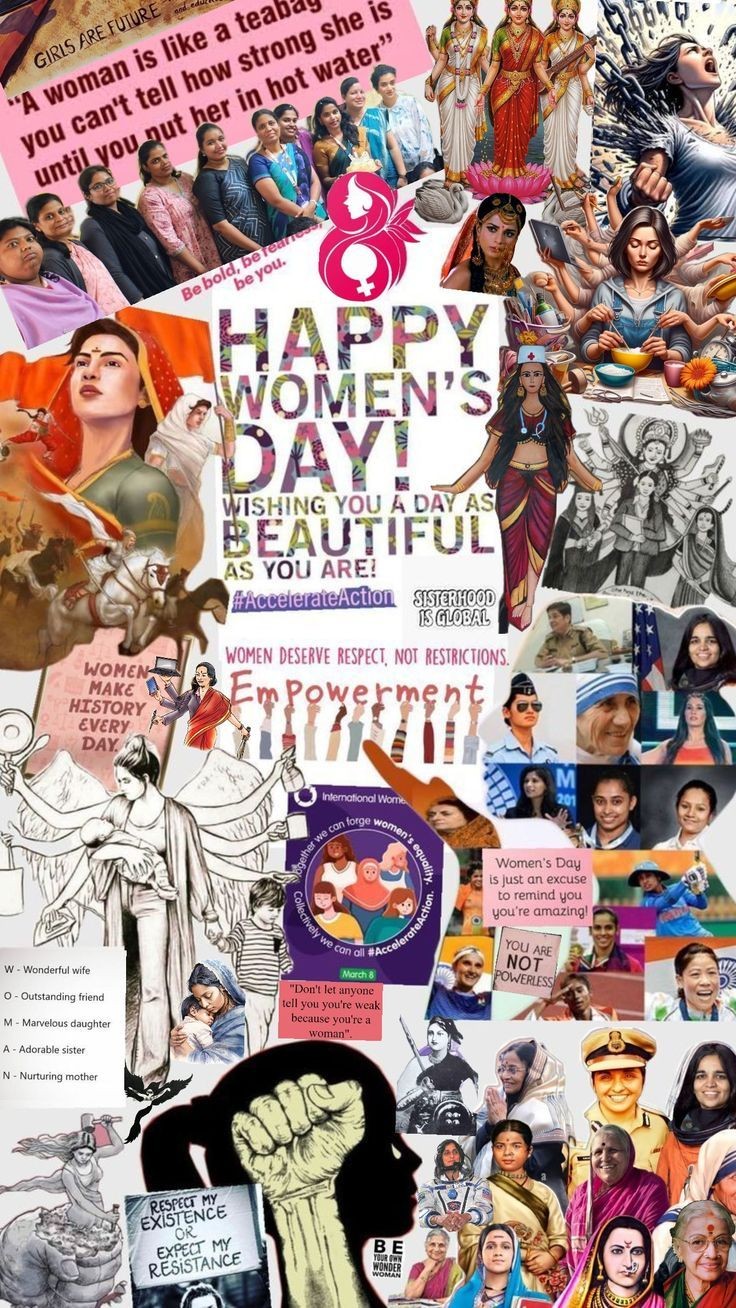 GIRLS ARE FUTURE
and educ
"A woman is like a teabag
you can't tell how strong she is
until you put her in hot water"
Be bold, be fearless,
be you.
HAPPY
WOMEN'S
DAY!
WISHING YOU A DAY AS
BEAUTIFUL
AS YOU ARE!
#AccelerateAction
SISTERHOOD
IS GLOBAL
WOMEN DESERVE RESPECT, NOT RESTRICTIONS.
EmPowerment
WOMEN
MAKE
HISTORY
EVERY
DAY.
International Wome
Together we can forge women's equality.
Collectively we can all #AccelerateAction.
March 8
Women's Day
is just an excuse
to remind you
you're amazing!
YOU ARE
NOT
POWERLESS
"Don't let anyone
tell you you're weak
because you're a
woman".
W - Wonderful wife
O - Outstanding friend
M - Marvelous daughter
A - Adorable sister
N - Nurturing mother
RESPECT MY
EXISTENCE
OR
EXPECT MY
RESISTANCE
BE
YOUR OWN
WONDER
WOMAN